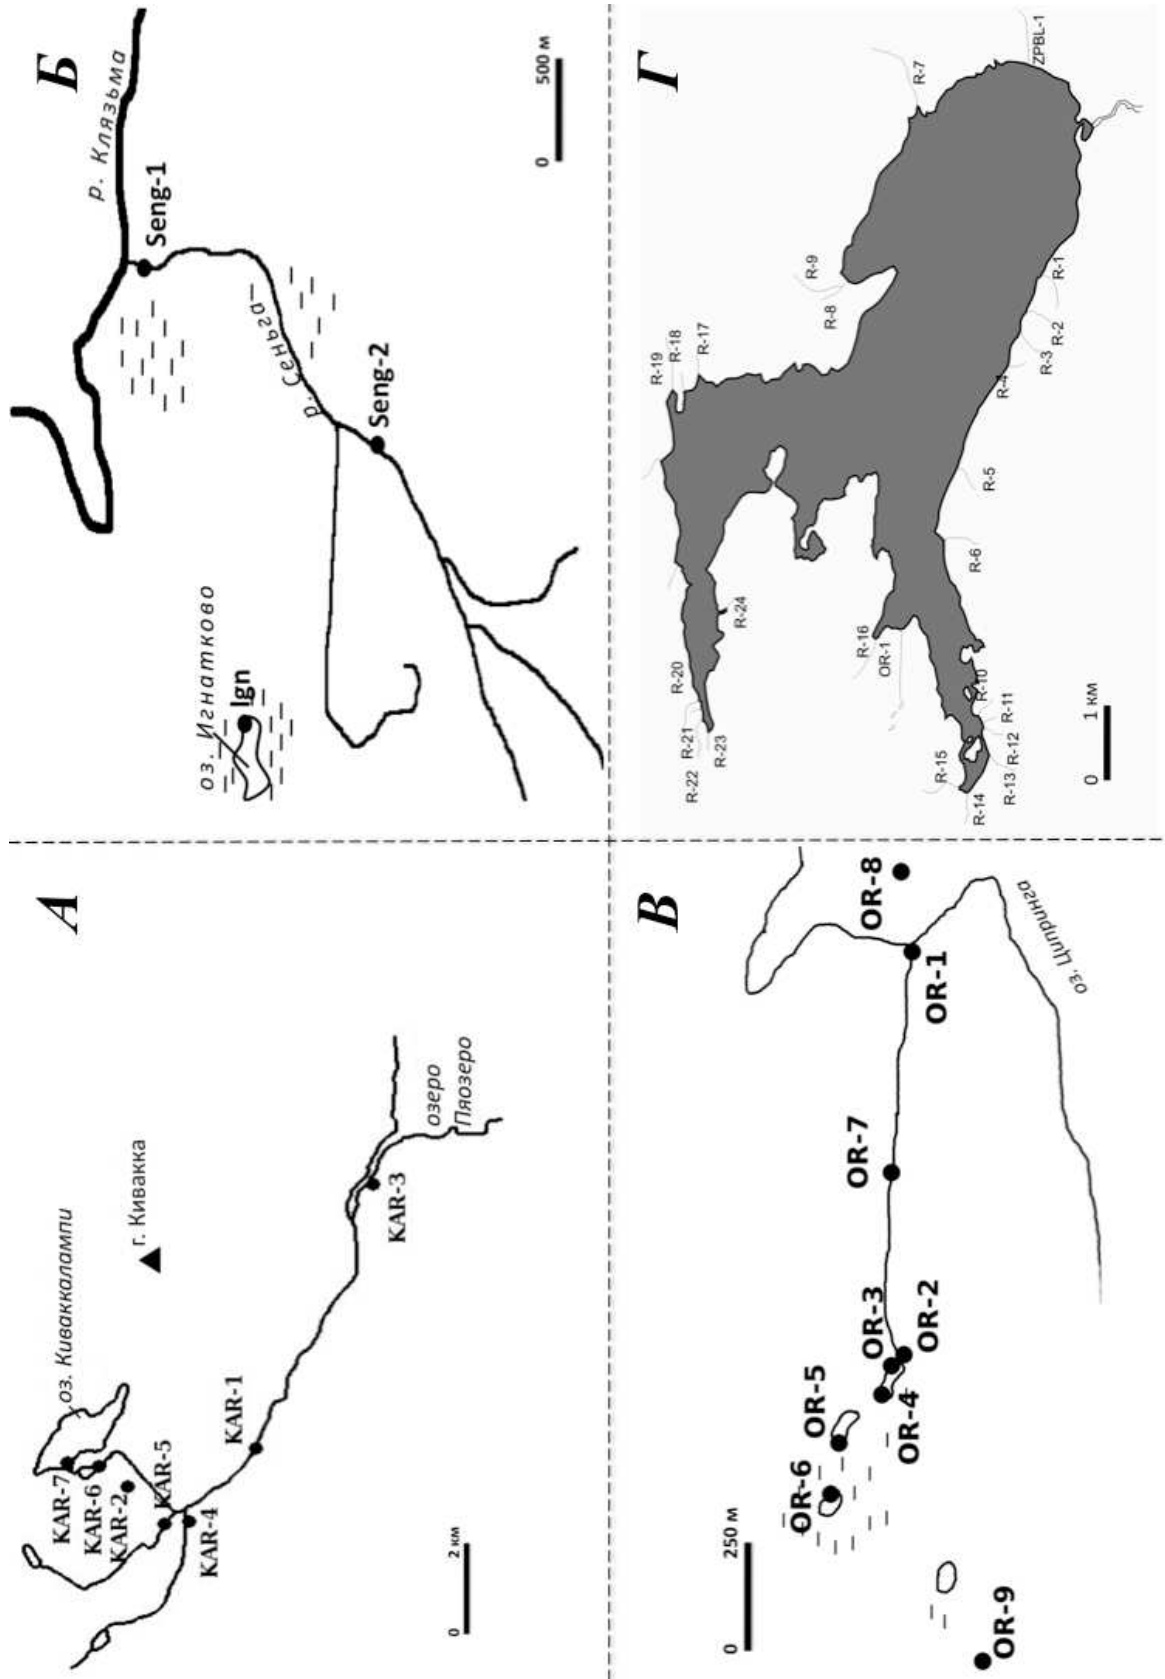 А
оз. Киваккалампи
г. Кивакка
KAR-7
KAR-6
KAR-2
KAR-5
KAR-4
KAR-1
KAR-3
озеро
Пяозеро
0
2 км
Б
р. Клязьма
Seng-1
р. Сеньга
Seng-2
оз. Игнатково
Ign
0
500 м
В
OR-8
OR-1
OR-7
OR-3
OR-2
OR-5
OR-4
OR-6
OR-9
оз. Ципринга
0
250 м
Г
R-7
ZPBL-1
R-9
R-8
R-19
R-18
R-17
R-1
R-2
R-3
R-4
R-5
R-6
R-16
OR-1
R-24
R-20
R-21
R-22
R-23
R-10
R-11
R-12
R-13
R-14
R-15
0
1 км